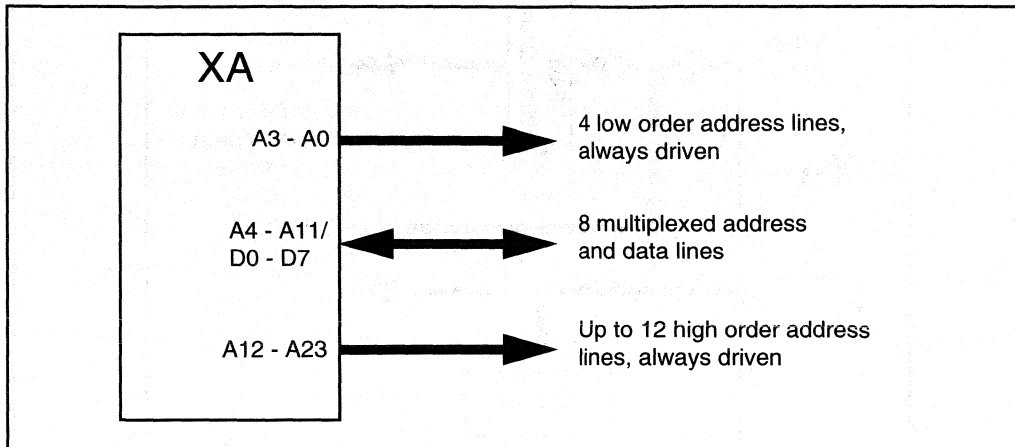 XA
A3 - A0
4 low order address lines,
always driven
A4 - A11/
D0 - D7
8 multiplexed address
and data lines
A12 - A23
Up to 12 high order address
lines, always driven